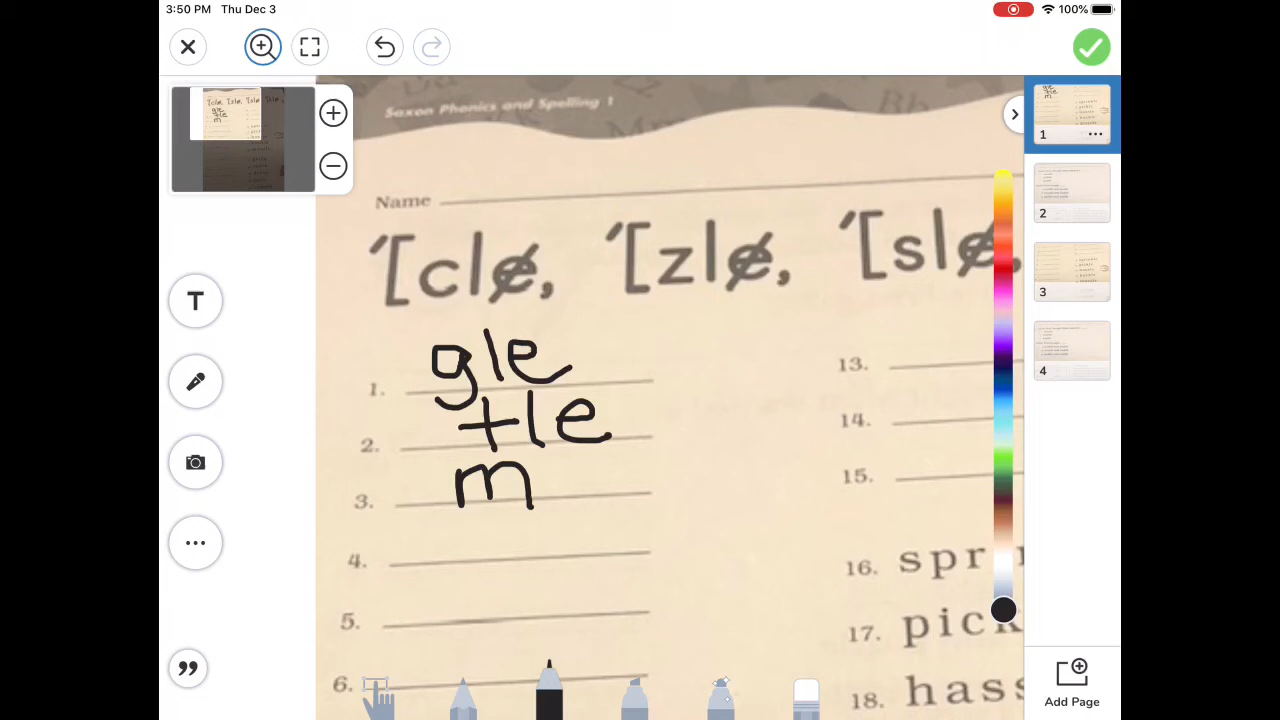 3:50 PM Thu Dec 3
100%
Saxon Phonics and Spelling 1
Name
'[cle, '[zle, '[sle,
1. gle
2. tle
3. m
4.
5.
6.
13.
14.
15.
16. spr
17. pick
18. hass
T
1
2
3
4
Add Page